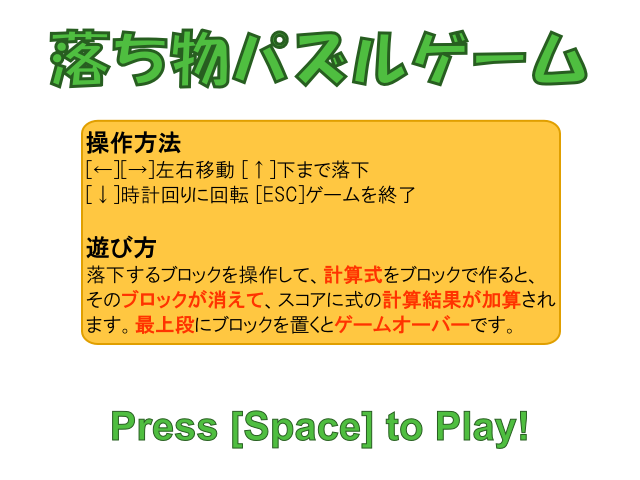 落ち物パズルゲーム
操作方法
[←][→]左右移動 [↑]下まで落下
[↓]時計回りに回転 [ESC]ゲームを終了
遊び方
落下するブロックを操作して、計算式をブロックで作ると、
そのブロックが消えて、スコアに式の計算結果が加算され
ます。最上段にブロックを置くとゲームオーバーです。
Press [Space] to Play!